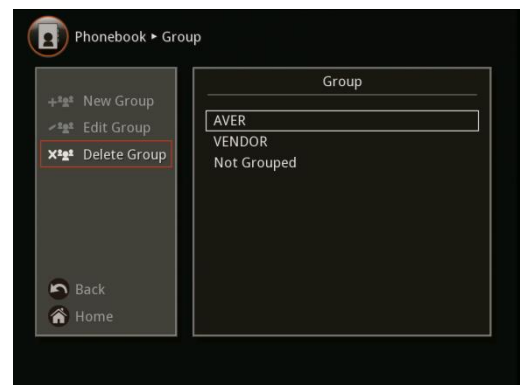 Phonebook ▸ Group
New Group
Edit Group
Delete Group
Back
Home
Group
AVER
VENDOR
Not Grouped